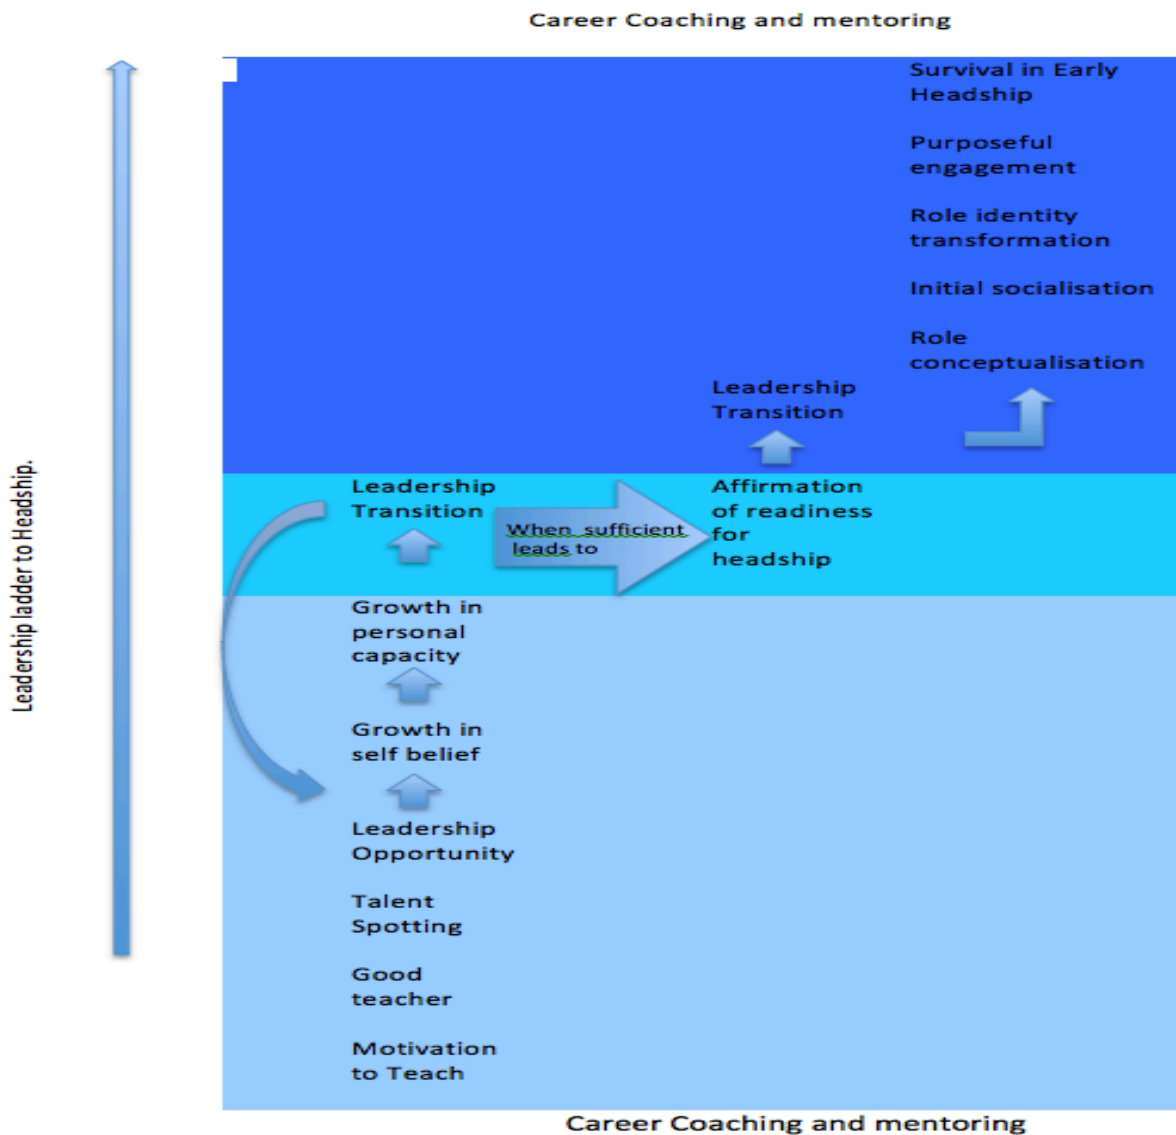 Career Coaching and mentoring
Leadership ladder to Headship.
Survival in Early
Headship
Purposeful
engagement
Role identity
transformation
Initial socialisation
Role
conceptualisation
Leadership
Transition
Leadership
Transition
When sufficient
leads to
Affirmation
of readiness
for
headship
Growth in
personal
capacity
Growth in
self belief
Leadership
Opportunity
Talent
Spotting
Good
teacher
Motivation
to Teach
Career Coaching and mentoring